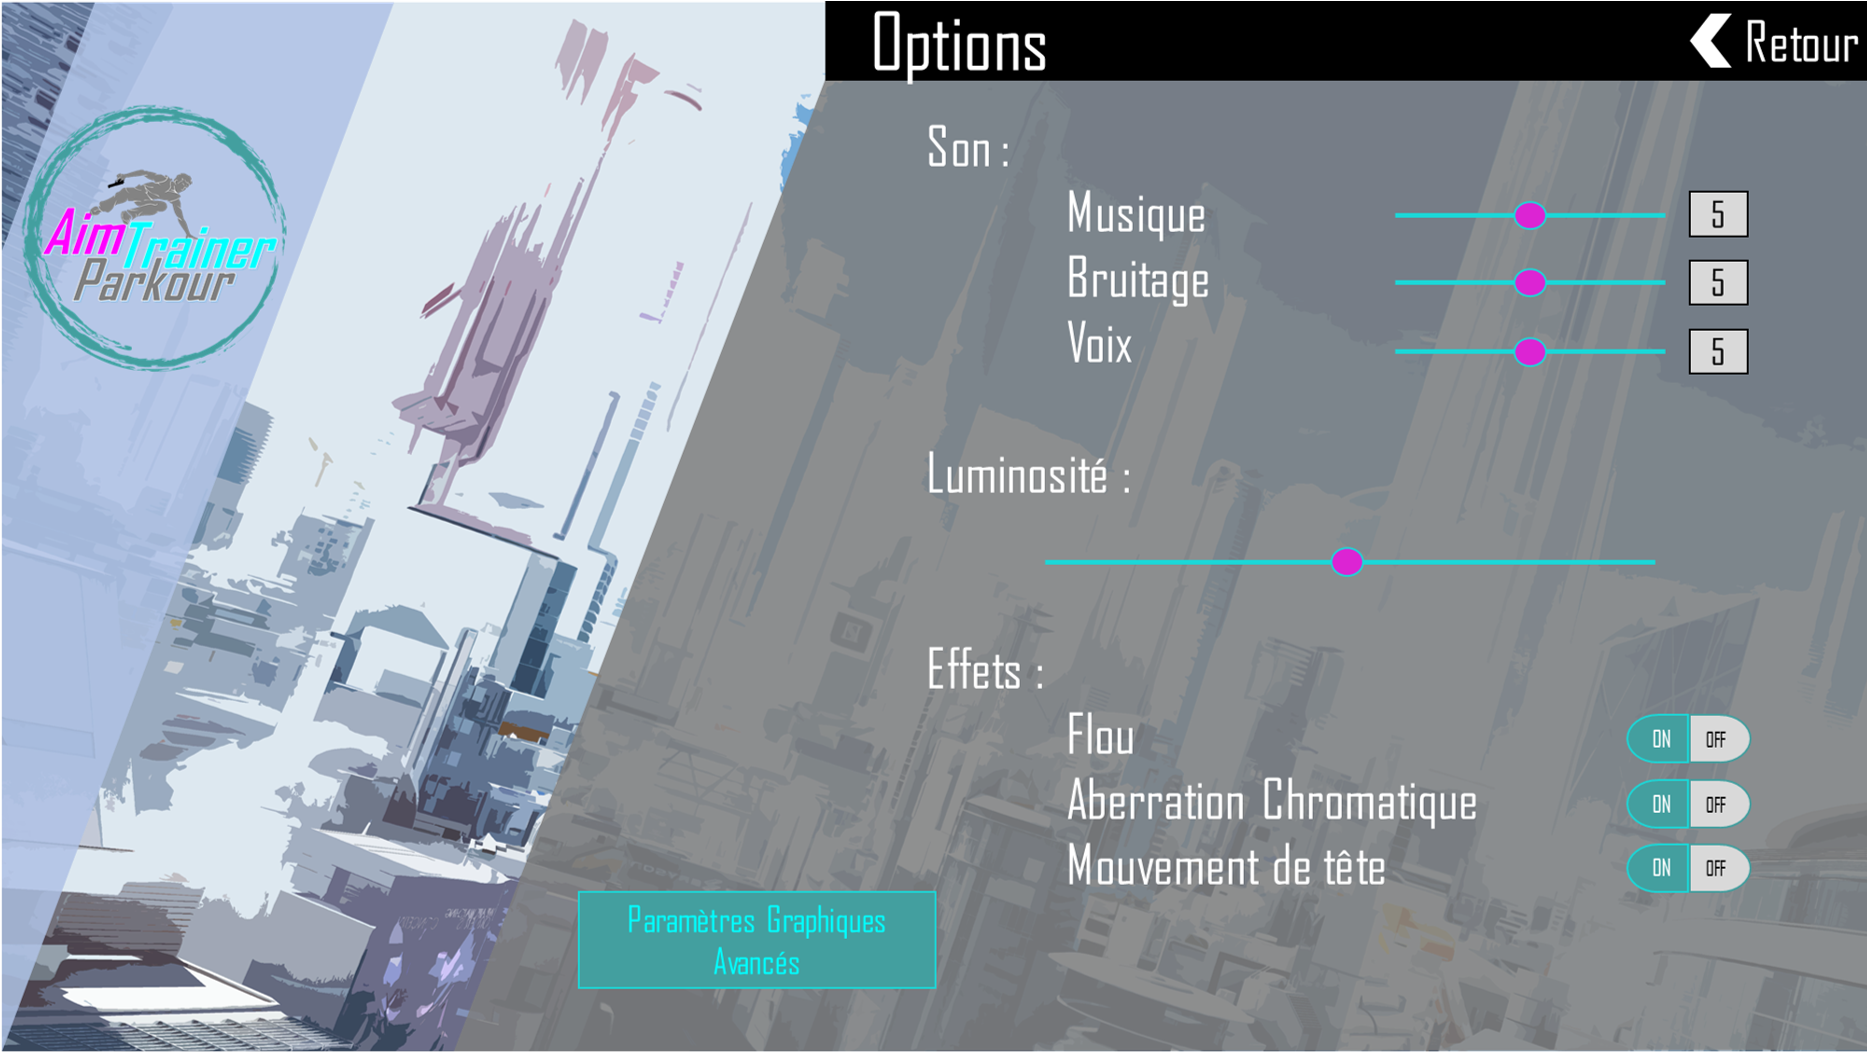 Options
Retour
AimTrainer
Parkour
Son :
Musique
5
Bruitage
5
Voix
5
Luminosité :
Effets :
Flou
ON OFF
Aberration Chromatique
ON OFF
Mouvement de tête
ON OFF
Paramètres Graphiques
Avancés